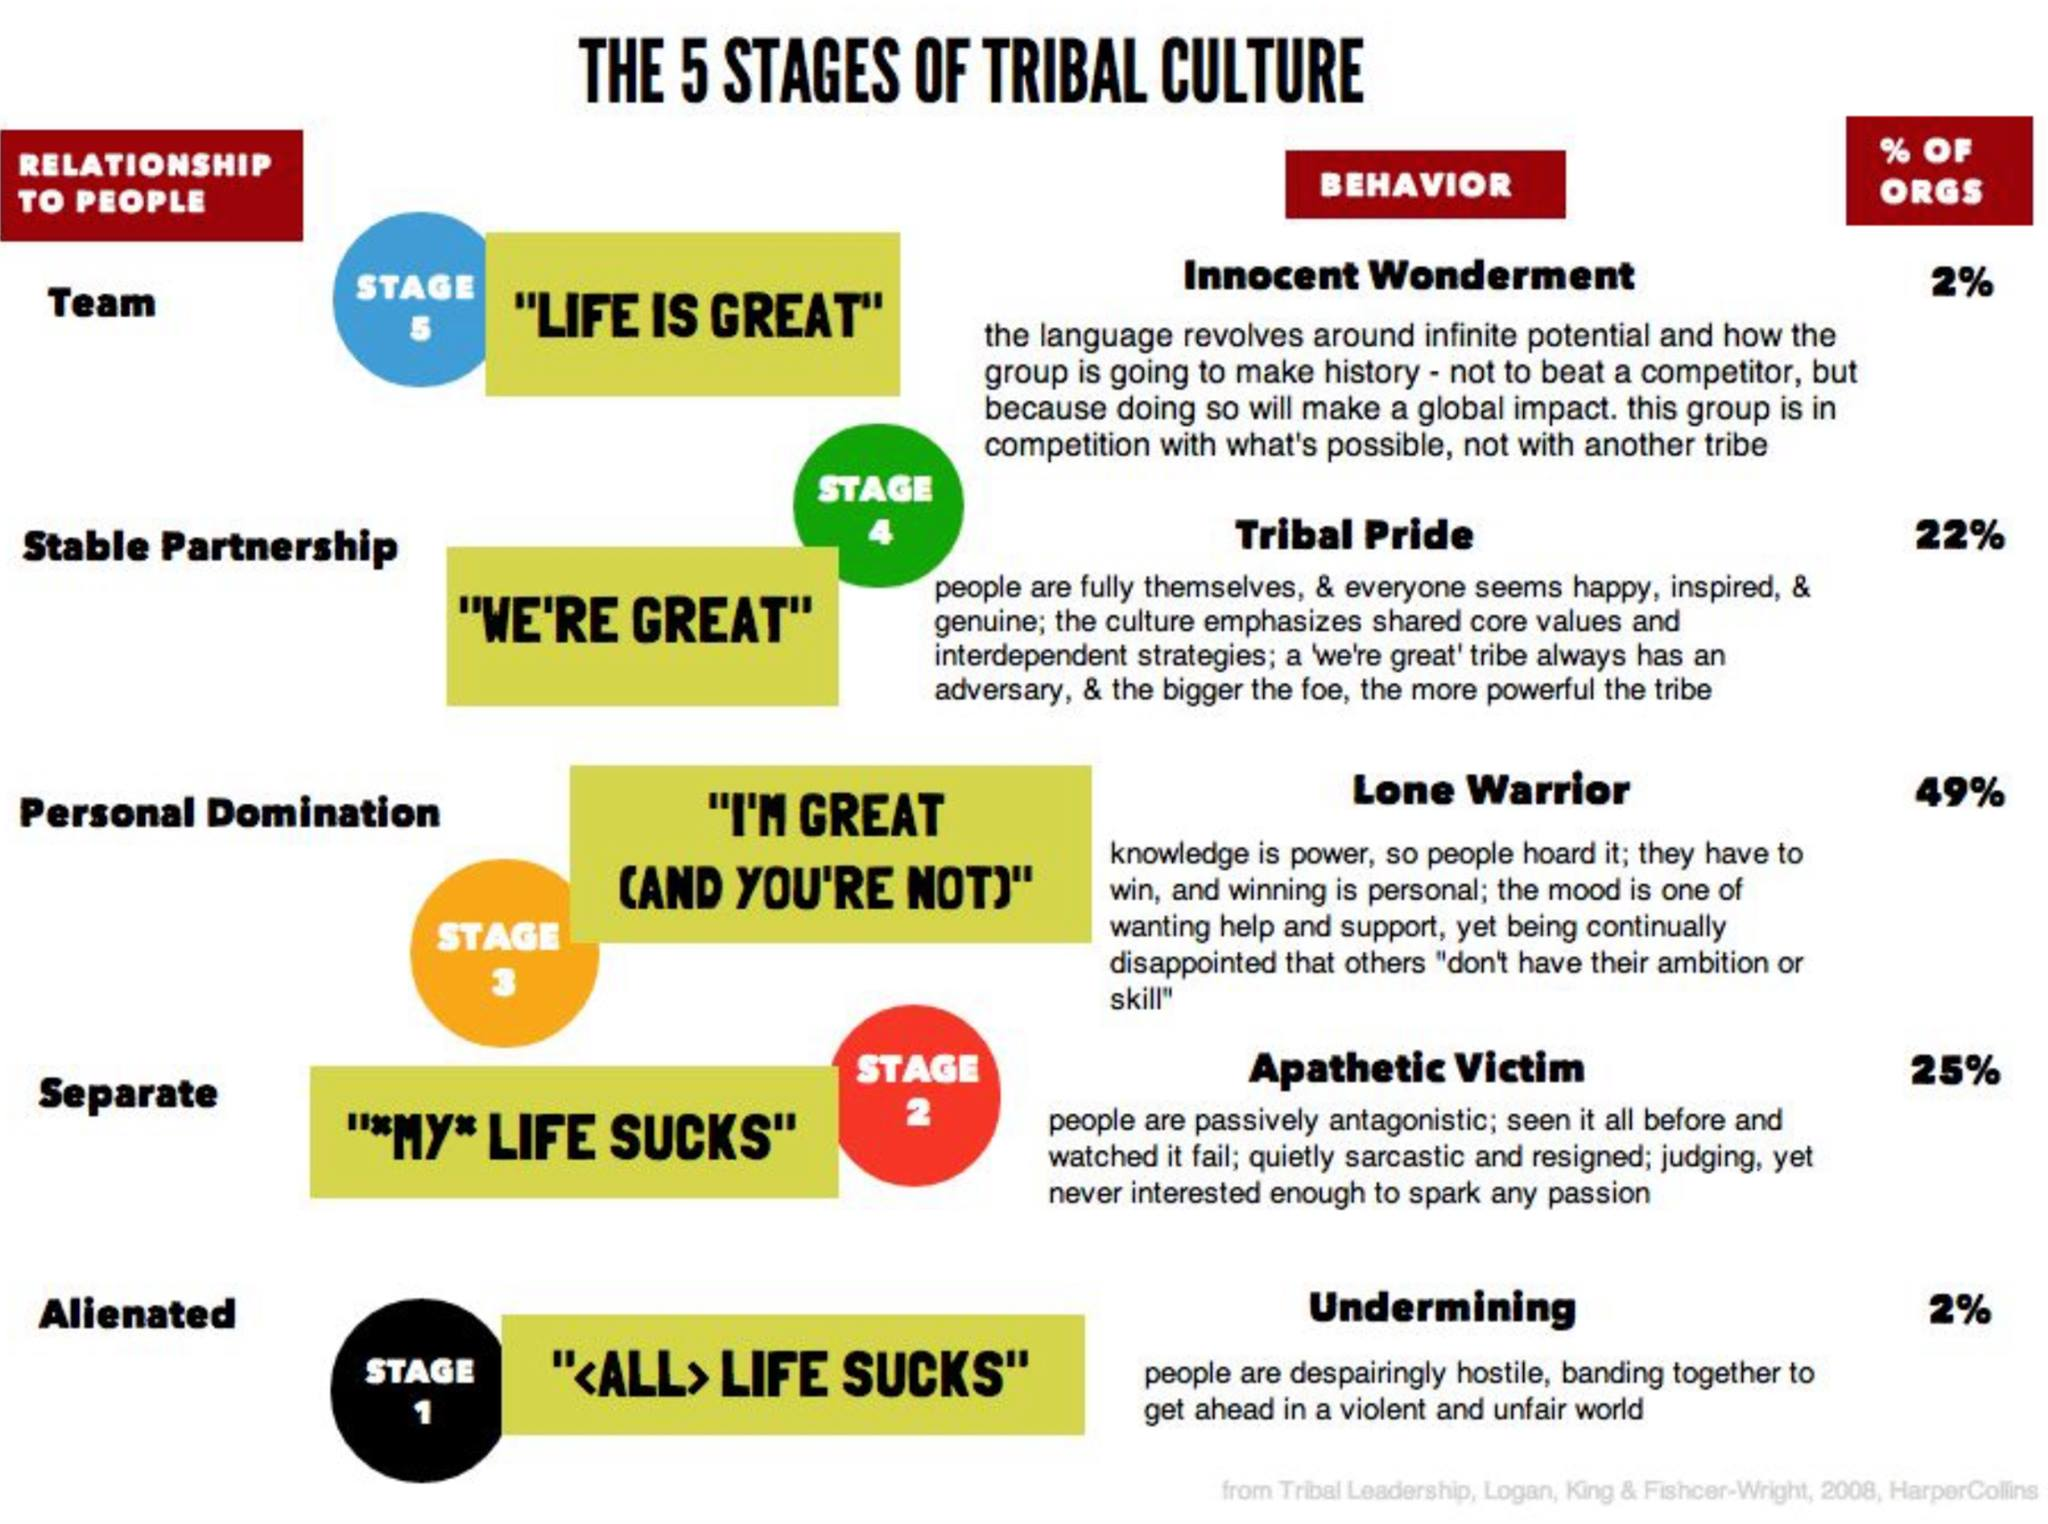 THE 5 STAGES OF TRIBAL CULTURE
RELATIONSHIP
TO PEOPLE
BEHAVIOR
% OF
ORGS
Team
STAGE
5
"LIFE IS GREAT"
Innocent Wonderment
2%
the language revolves around infinite potential and how the
group is going to make history - not to beat a competitor, but
because doing so will make a global impact. this group is in
competition with what's possible, not with another tribe
Stable Partnership
STAGE
4
"WE'RE GREAT"
Tribal Pride
22%
people are fully themselves, & everyone seems happy, inspired, &
genuine; the culture emphasizes shared core values and
interdependent strategies; a 'we're great' tribe always has an
adversary, & the bigger the foe, the more powerful the tribe
Personal Domination
STAGE
3
"I'M GREAT
(AND YOU'RE NOT)"
Lone Warrior
49%
knowledge is power, so people hoard it; they have to
win, and winning is personal; the mood is one of
wanting help and support, yet being continually
disappointed that others "don't have their ambition or
skill"
Separate
"*MY* LIFE SUCKS"
STAGE
2
Apathetic Victim
25%
people are passively antagonistic; seen it all before and
watched it fail; quietly sarcastic and resigned; judging, yet
never interested enough to spark any passion
Alienated
STAGE
1
"<ALL> LIFE SUCKS"
Undermining
2%
people are despairingly hostile, banding together to
get ahead in a violent and unfair world
from Tribal Leadership, Logan, King & Fishcer-Wright, 2008, HarperCollins